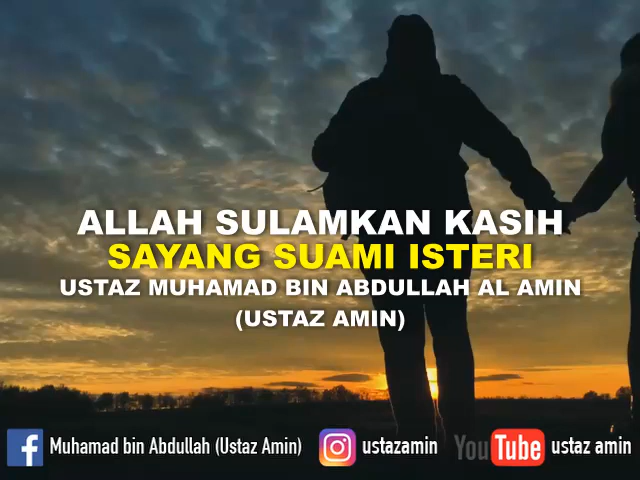 ALLAH SULAMKAN KASIH
SAYANG SUAMI ISTERI
USTAZ MUHAMAD BIN ABDULLAH AL AMIN
(USTAZ AMIN)
f Muhamad bin Abdullah (Ustaz Amin) ustazamin YouTube ustaz amin